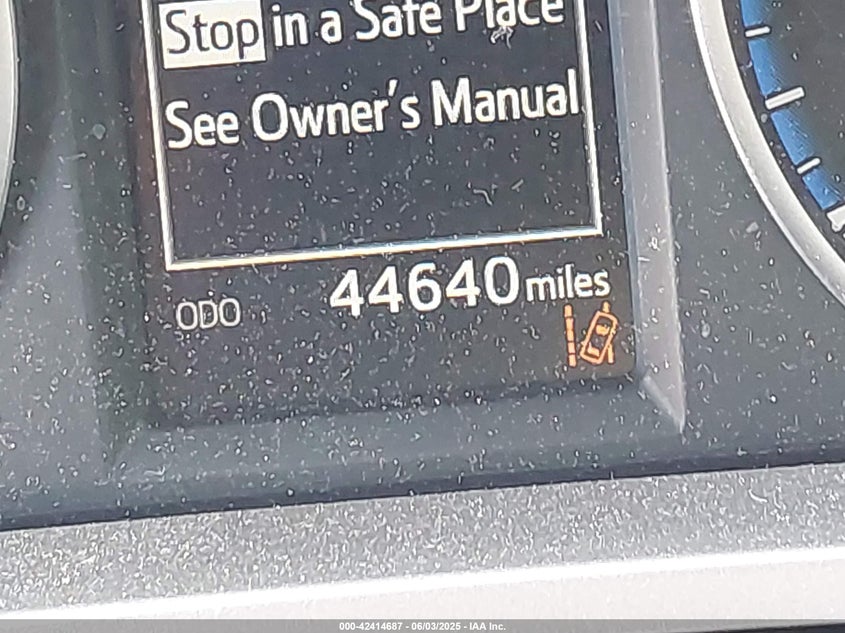 Stop in a Safe Place
See Owner's Manual
44640 miles
ODO
000-42414687 - 06/03/2025 - IAA Inc.